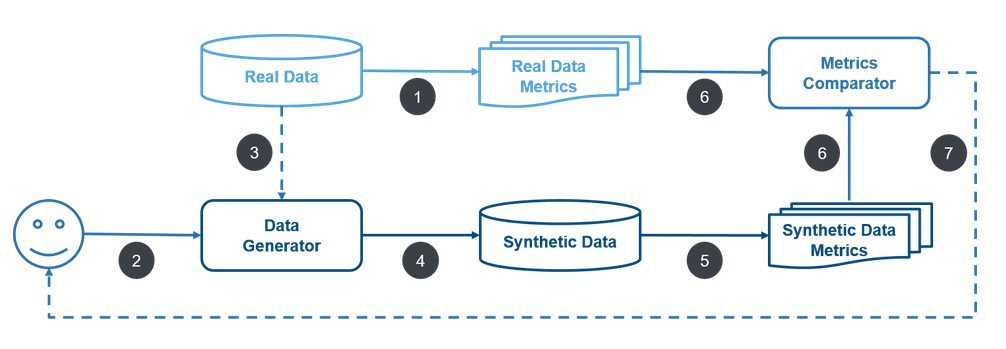 Real Data
1
Real Data
Metrics
6
Metrics
Comparator
3
6
7
2
Data
Generator
4
Synthetic Data
5
Synthetic Data
Metrics